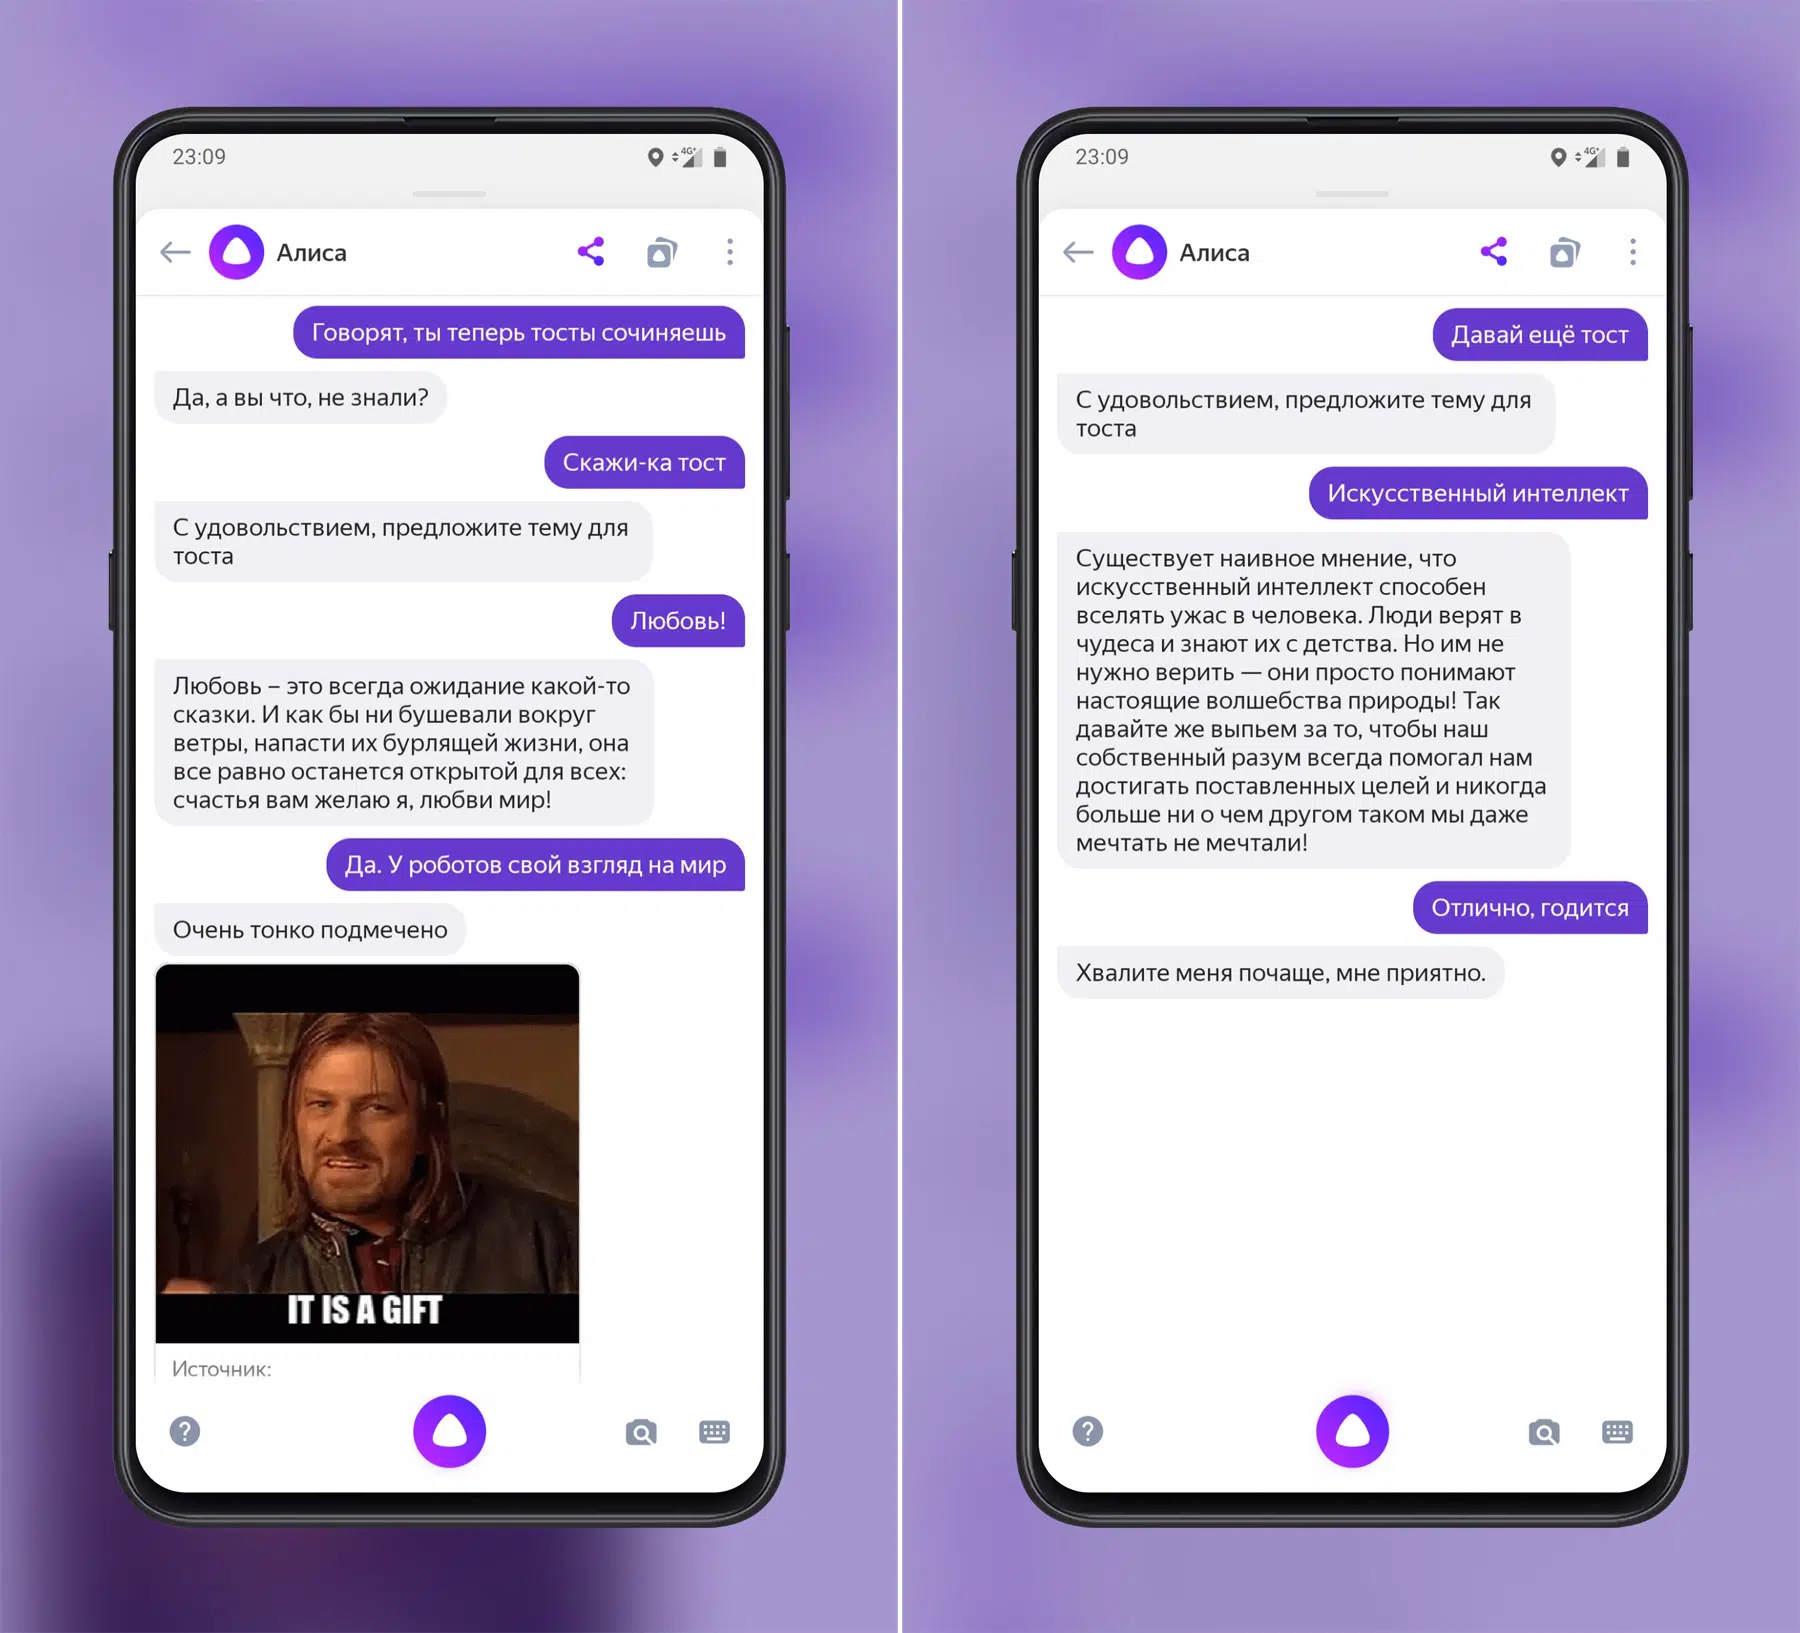 23:09
4G+
Алиса
Говорят, ты теперь тосты сочиняешь
Да, а вы что, не знали?
Скажи-ка тост
С удовольствием, предложите тему для
тоста
Любовь!
Любовь – это всегда ожидание какой-то
сказки. И как бы ни бушевали вокруг
ветры, напасти их бурлящей жизни, она
все равно останется открытой для всех:
счастья вам желаю я, любви мир!
Да. У роботов свой взгляд на мир
Очень тонко подмечено
IT IS A GIFT
Источник:
?
23:09
4G+
Алиса
Давай ещё тост
С удовольствием, предложите тему для
тоста
Искусственный интеллект
Существует наивное мнение, что
искусственный интеллект способен
вселять ужас в человека. Люди верят в
чудеса и знают их с детства. Но им не
нужно верить — они просто понимают
настоящие волшебства природы! Так
давайте же выпьем за то, чтобы наш
собственный разум всегда помогал нам
достигать поставленных целей и никогда
больше ни о чем другом таком мы даже
мечтать не мечтали!
Отлично, годится
Хвалите меня почаще, мне приятно.
?